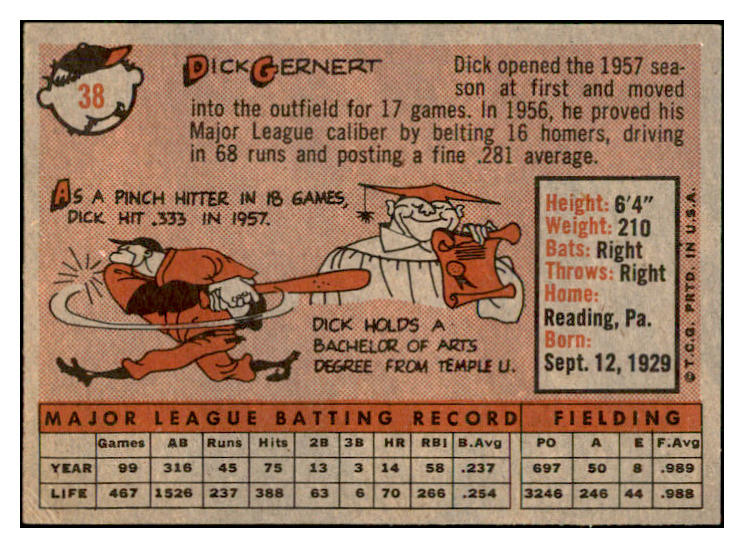 38
DICK GERNERT
Dick opened the 1957 sea-
son at first and moved
into the outfield for 17 games. In 1956, he proved his
Major League caliber by belting 16 homers, driving
in 68 runs and posting a fine .281 average.
AS A PINCH HITTER IN 18 GAMES,
DICK HIT .333 IN 1957.
DICK HOLDS A
BACHELOR OF ARTS
DEGREE FROM TEMPLE U.
Height: 6'4"
Weight: 210
Bats: Right
Throws: Right
Home:
Reading, Pa.
Born:
Sept. 12, 1929
© T.C.G. PRTD. IN U.S.A.
MAJOR LEAGUE BATTING RECORD FIELDING
Games AB Runs Hits 2B 3B HR RBI B.Avg PO A E F.Avg
YEAR 99 316 45 75 13 3 14 58 .237 697 50 8 .989
LIFE 467 1526 237 388 63 6 70 266 .254 3246 246 44 .988